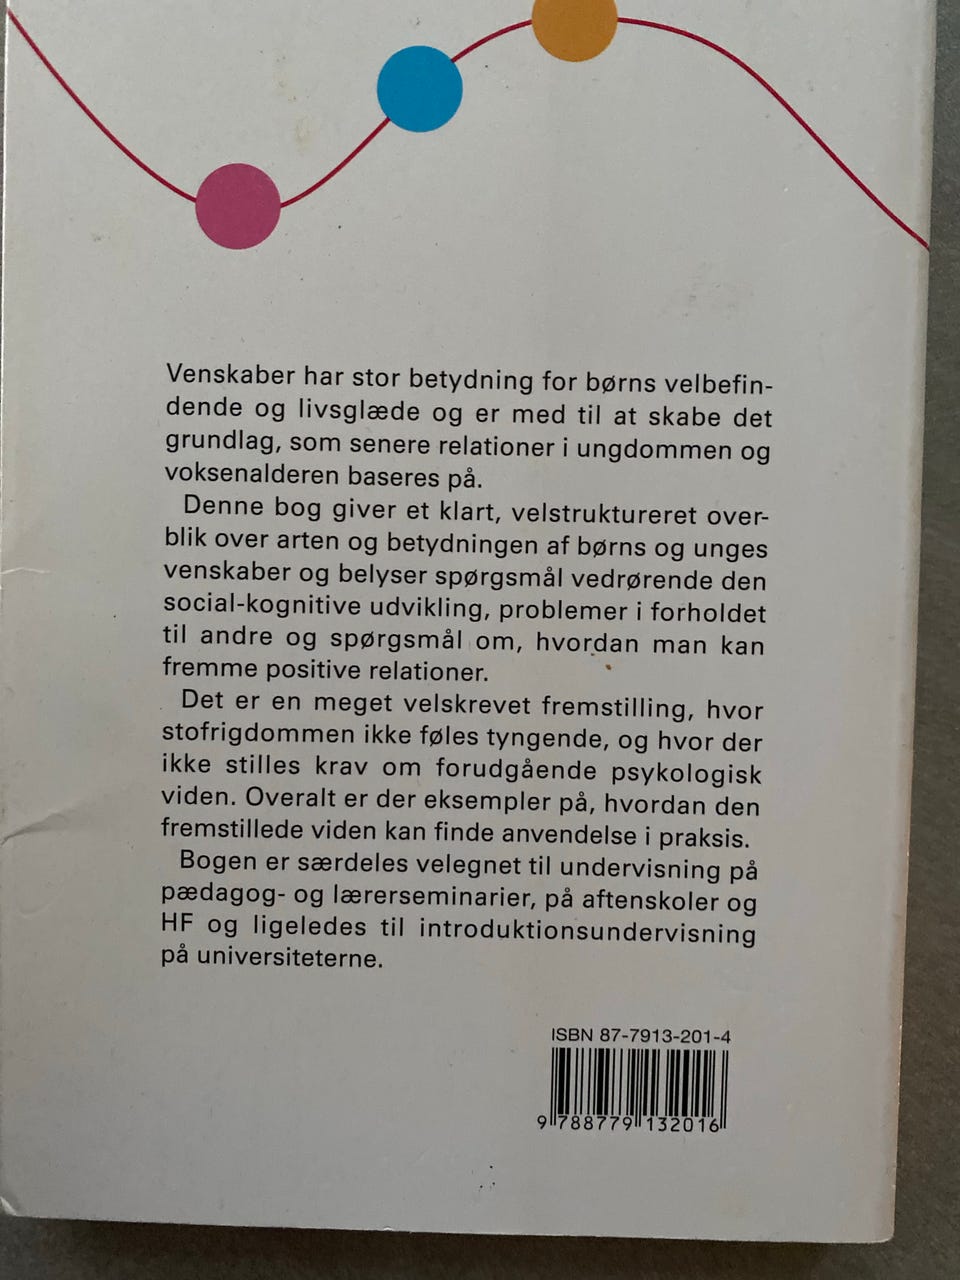 Venskaber har stor betydning for børns velbefin-
dende og livsglæde og er med til at skabe det
grundlag, som senere relationer i ungdommen og
voksenalderen baseres på.
Denne bog giver et klart, velstruktureret over-
blik over arten og betydningen af børns og unges
venskaber og belyser spørgsmål vedrørende den
social-kognitive udvikling, problemer i forholdet
til andre og spørgsmål om, hvordan man kan
fremme positive relationer.
Det er en meget velskrevet fremstilling, hvor
stofrigdommen ikke føles tyngende, og hvor der
ikke stilles krav om forudgående psykologisk
viden. Overalt er der eksempler på, hvordan den
fremstillede viden kan finde anvendelse i praksis.
Bogen er særdeles velegnet til undervisning på
pædagog- og lærerseminarier, på aftenskoler og
HF og ligeledes til introduktionsundervisning
på universiteterne.
ISBN 87-7913-201-4
9 788779 132016